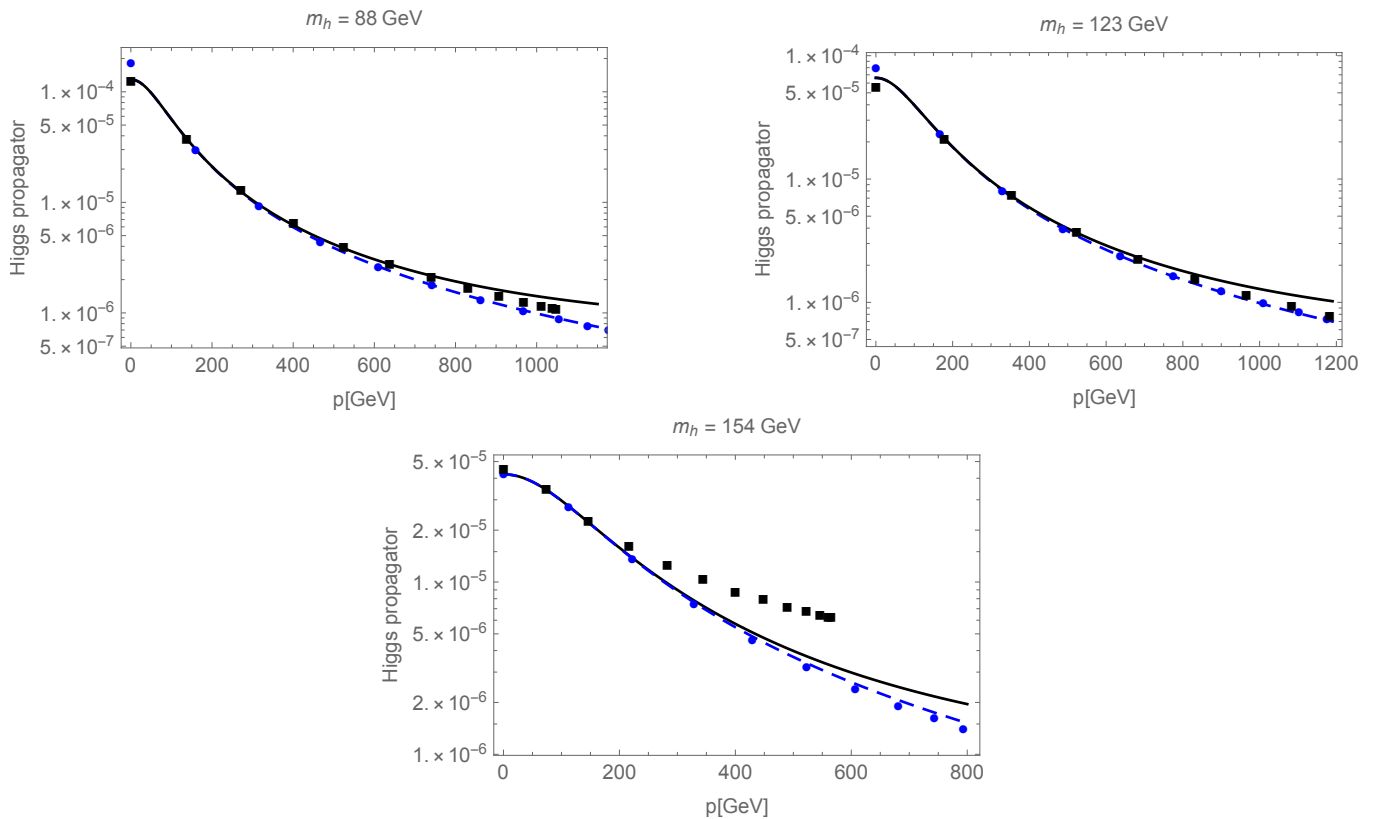 m_h = 88 GeV
Higgs propagator
1. × 10⁻⁴
5. × 10⁻⁵
1. × 10⁻⁵
5. × 10⁻⁶
1. × 10⁻⁶
5. × 10⁻⁷
0 200 400 600 800 1000
p[GeV]
m_h = 123 GeV
Higgs propagator
1. × 10⁻⁴
5. × 10⁻⁵
1. × 10⁻⁵
5. × 10⁻⁶
1. × 10⁻⁶
5. × 10⁻⁷
0 200 400 600 800 1000 1200
p[GeV]
m_h = 154 GeV
Higgs propagator
5. × 10⁻⁵
2. × 10⁻⁵
1. × 10⁻⁵
5. × 10⁻⁶
2. × 10⁻⁶
1. × 10⁻⁶
0 200 400 600 800
p[GeV]